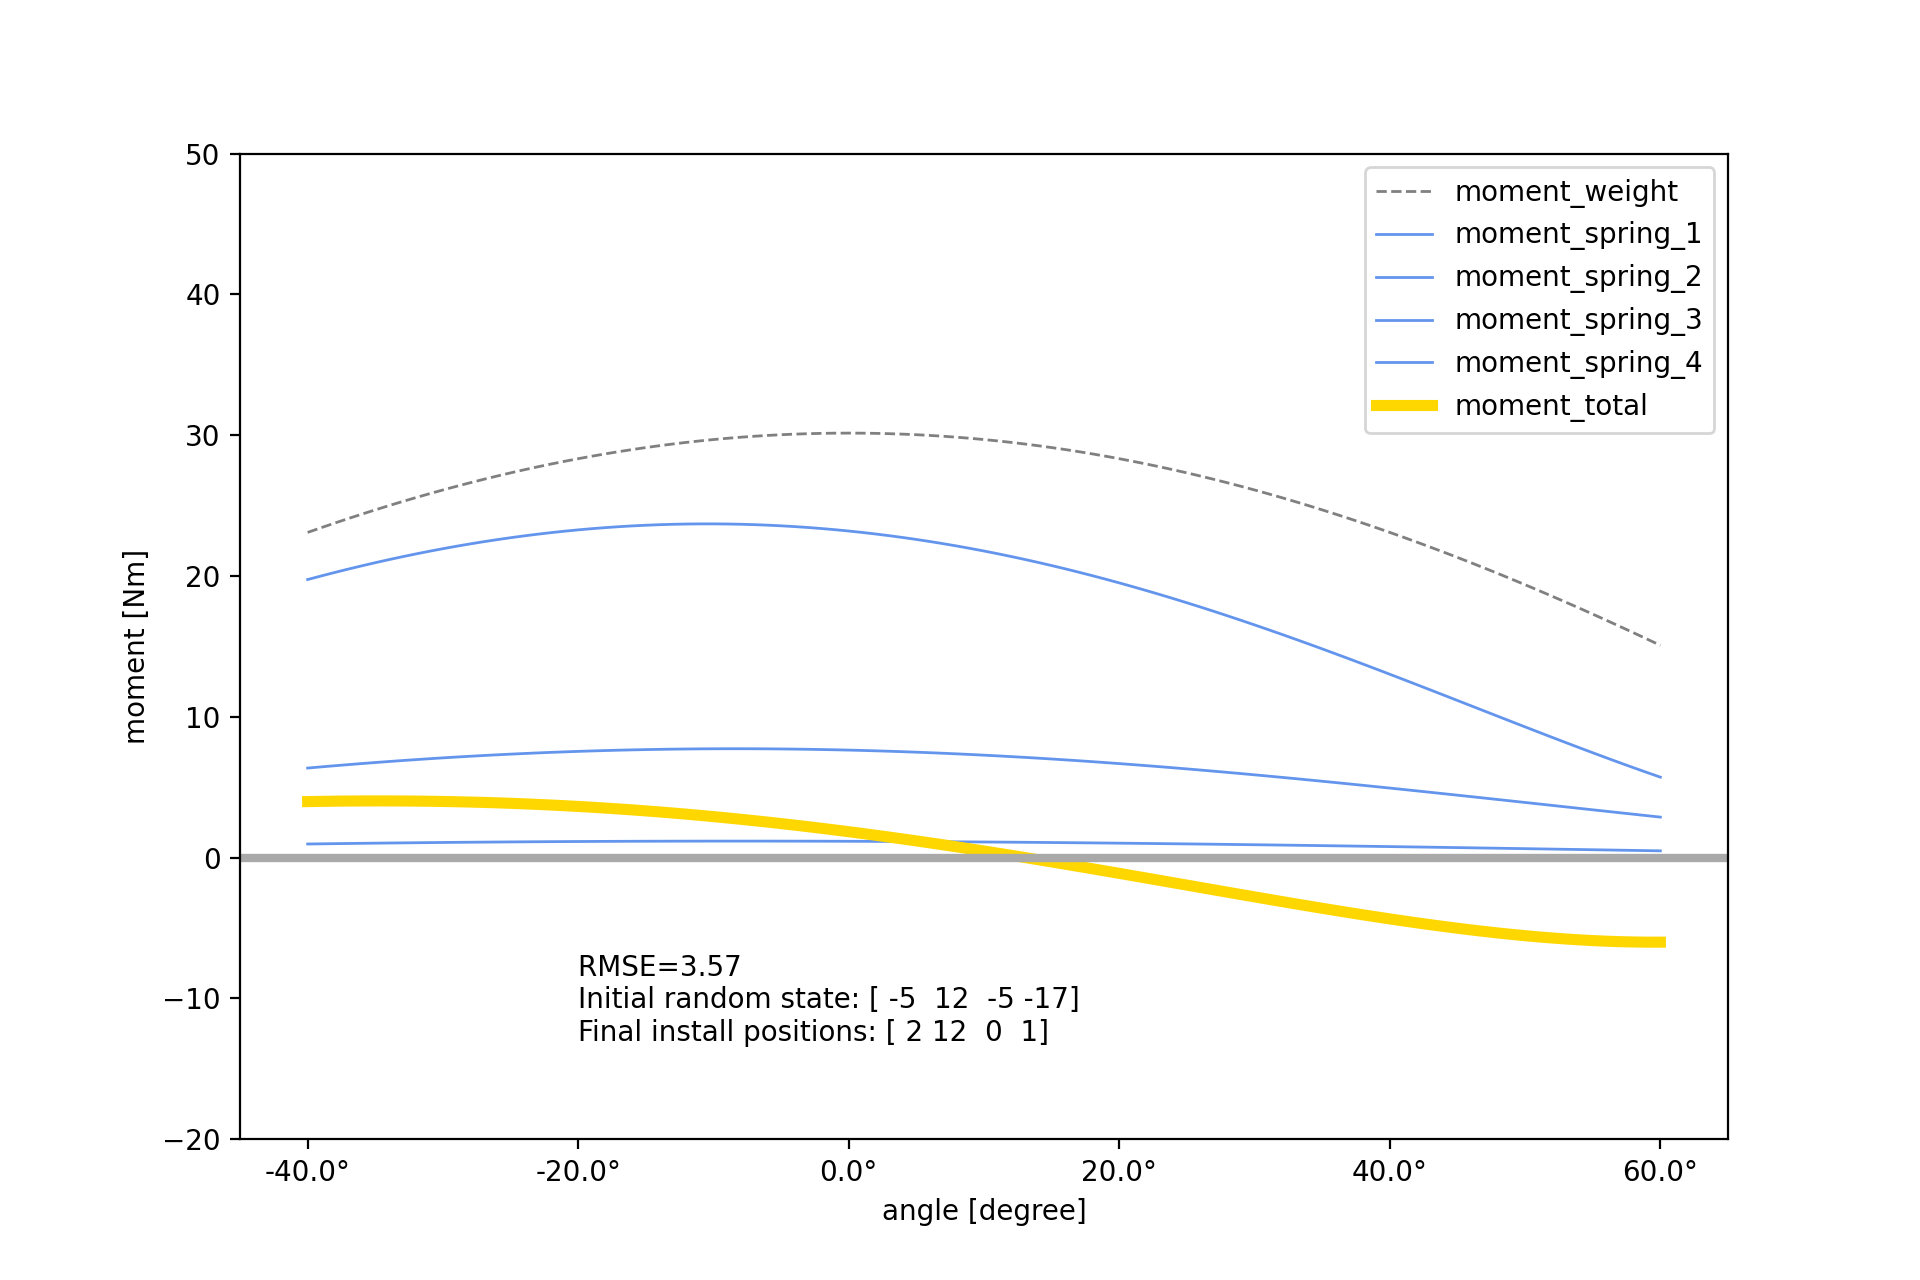 50
40
30
20
10
0
−10
−20
moment [Nm]
moment_weight
moment_spring_1
moment_spring_2
moment_spring_3
moment_spring_4
moment_total
RMSE=3.57
Initial random state: [ -5  12  -5 -17]
Final install positions: [ 2 12  0  1]
-40.0° -20.0° 0.0° 20.0° 40.0° 60.0°
angle [degree]